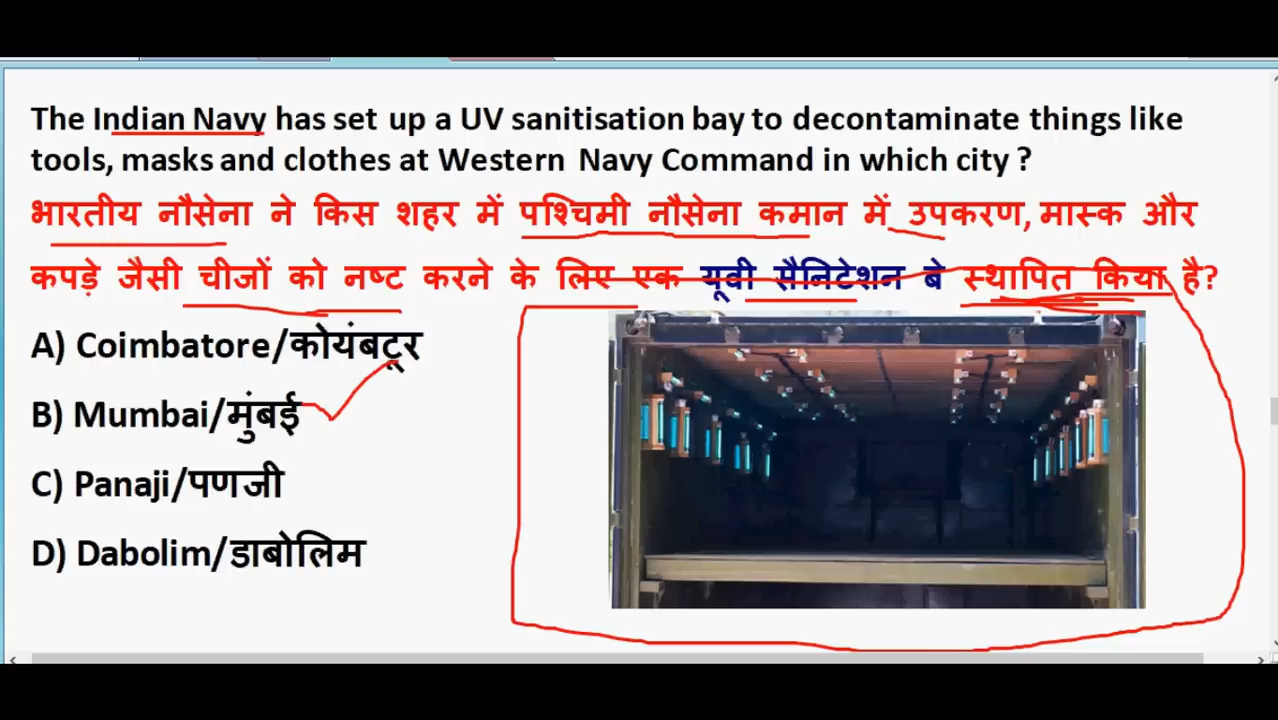 The Indian Navy has set up a UV sanitisation bay to decontaminate things like
tools, masks and clothes at Western Navy Command in which city ?
भारतीय नौसेना ने किस शहर में पश्चिमी नौसेना कमान में उपकरण, मास्क और
कपड़े जैसी चीजों को नष्ट करने के लिए एक यूवी सैनिटेशन बे स्थापित किया है?
A) Coimbatore/कोयंबटूर
B) Mumbai/मुंबई
C) Panaji/पणजी
D) Dabolim/डाबोलिम